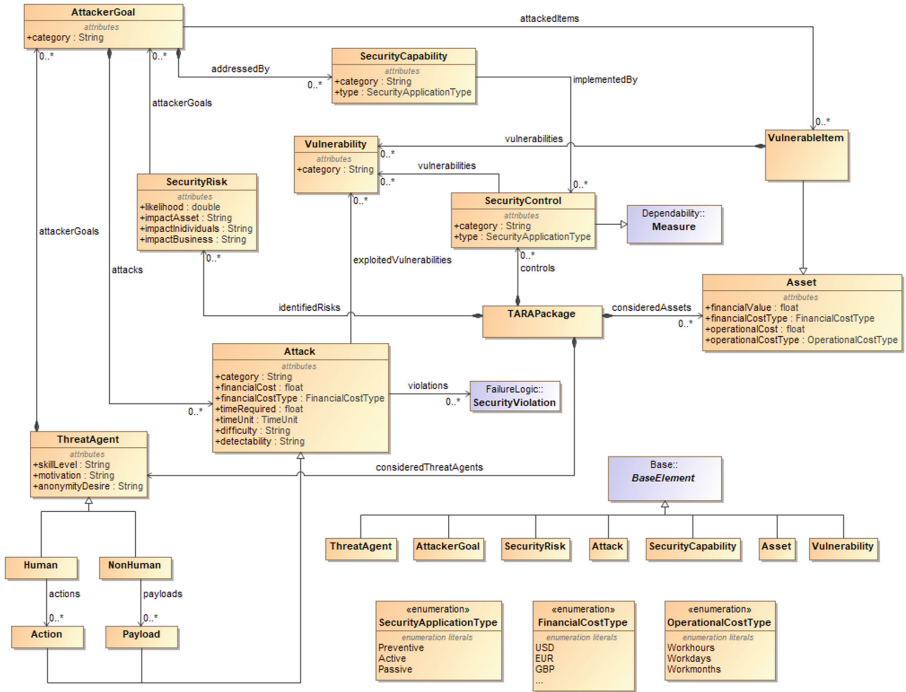 AttackerGoal
attributes
+category : String
attackedItems
0..*
addressedBy
0..*
SecurityCapability
attributes
+category : String
+type : SecurityApplicationType
implementedBy
attackerGoals
0..*
VulnerableItem
vulnerabilities
0..*
Vulnerability
attributes
+category : String
vulnerabilities
0..*
0..*
0..*
SecurityRisk
attributes
+likelihood : double
+impactAsset : String
+impactInidividuals : String
+impactBusiness : String
0..*
SecurityControl
attributes
+category : String
+type : SecurityApplicationType
0..*
controls
Dependability::
Measure
attackerGoals
attacks
exploitedVulnerabilities
identifiedRisks
TARAPackage
consideredAssets
0..*
Asset
attributes
+financialValue : float
+financialCostType : FinancialCostType
+operationalCost : float
+operationalCostType : OperationalCostType
Attack
attributes
+category : String
+financialCost : float
+financialCostType : FinancialCostType
+timeRequired : float
+timeUnit : TimeUnit
+difficulty : String
+detectability : String
0..*
violations
0..*
FailureLogic::
SecurityViolation
ThreatAgent
attributes
+skillLevel : String
+motivation : String
+anonymityDesire : String
consideredThreatAgents
0..*
Base::
BaseElement
ThreatAgent
AttackerGoal
SecurityRisk
Attack
SecurityCapability
Asset
Vulnerability
Human
NonHuman
actions
0..*
payloads
0..*
Action
Payload
«enumeration»
SecurityApplicationType
enumeration literals
Preventive
Active
Passive
«enumeration»
FinancialCostType
enumeration literals
USD
EUR
GBP
...
«enumeration»
OperationalCostType
enumeration literals
Workhours
Workdays
Workmonths